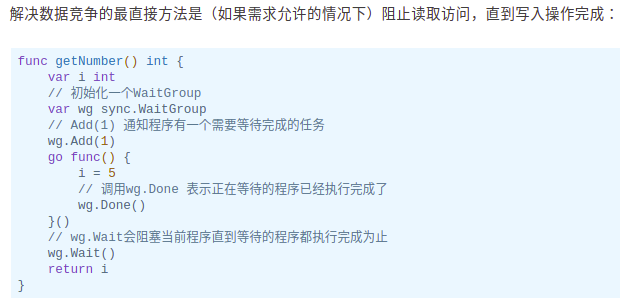 解决数据竞争的最直接方法是（如果需求允许的情况下）阻止读取访问，直到写入操作完成：
func getNumber() int {
    var i int
    // 初始化一个WaitGroup
    var wg sync.WaitGroup
    // Add(1) 通知程序有一个需要等待完成的任务
    wg.Add(1)
    go func() {
        i = 5
        // 调用wg.Done 表示正在等待的程序已经执行完成了
        wg.Done()
    }()
    // wg.Wait会阻塞当前程序直到等待的程序都执行完成为止
    wg.Wait()
    return i
}